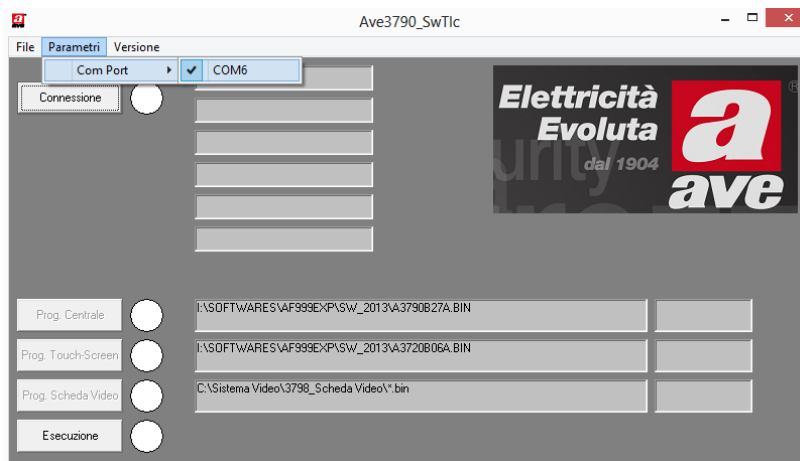 Ave3790_SwTlc
File Parametri Versione
Com Port COM6
Connessione
Elettricità
Evoluta
dal 1904
a
ave
®
Prog. Centrale I:\SOFTWARES\AF999EXP\SW_2013\A3790B27A.BIN
Prog. Touch-Screen I:\SOFTWARES\AF999EXP\SW_2013\A3720B06A.BIN
Prog. Scheda Video C:\Sistema Video\3798_Scheda Video\*.bin
Esecuzione